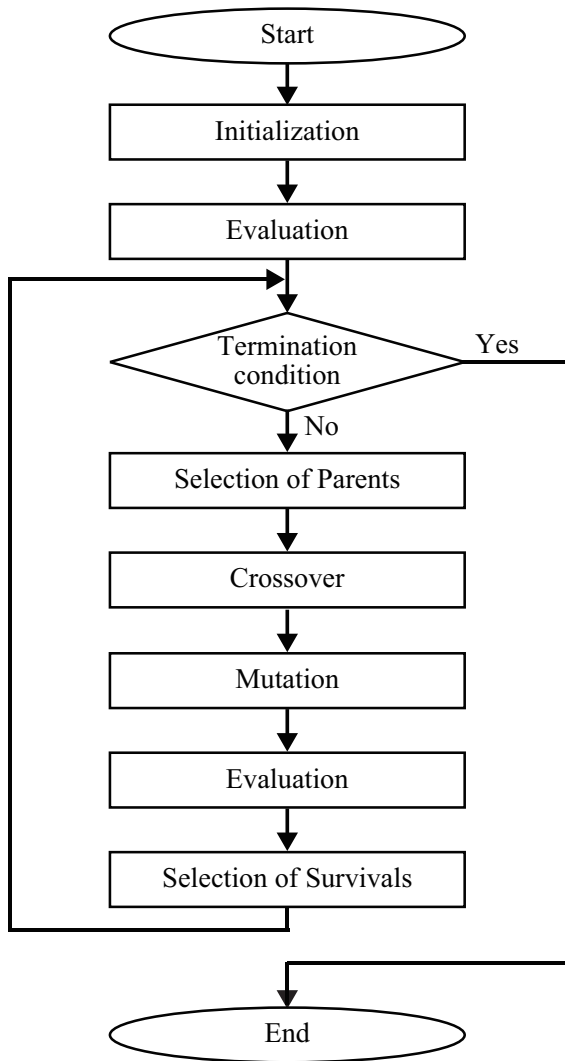 Start
Initialization
Evaluation
Termination
condition
Yes
No
Selection of Parents
Crossover
Mutation
Evaluation
Selection of Survivals
End